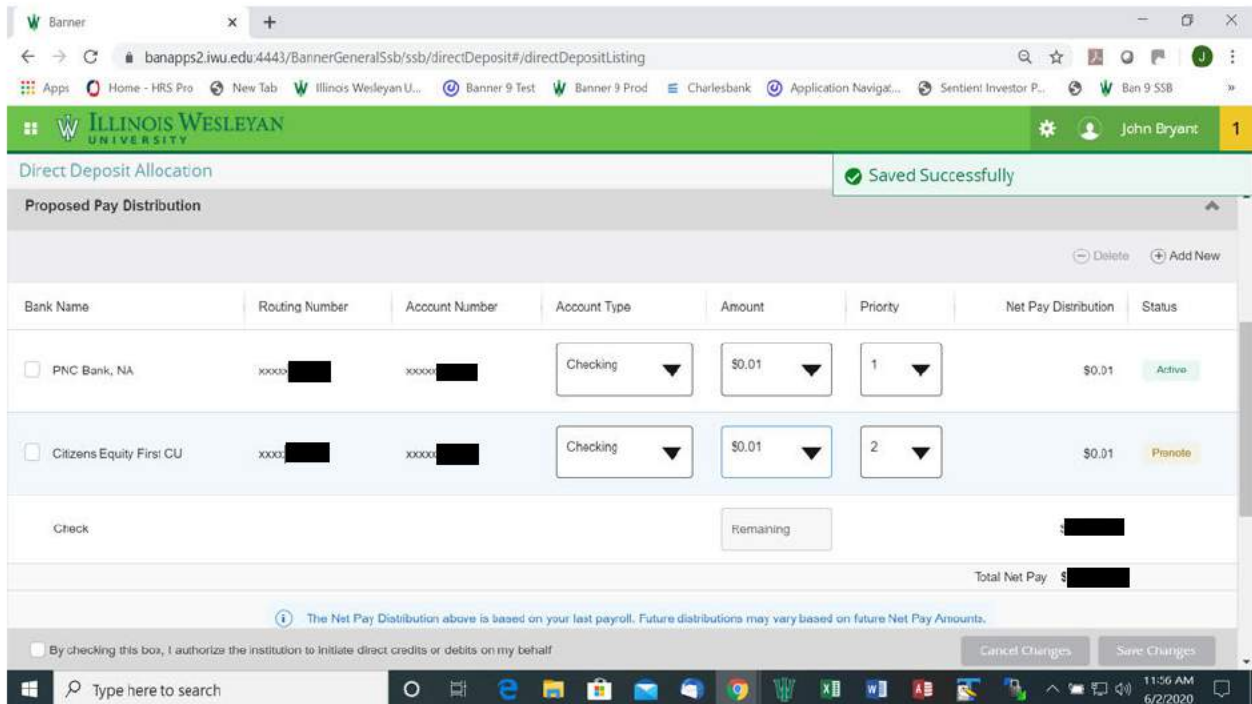 Banner
banapps2.iwu.edu:4443/BannerGeneralSsb/ssb/directDeposit#/directDepositListing
J
Apps Home - HRS Pro New Tab Illinois Wesleyan U... Banner 9 Test Banner 9 Prod Charlesbank Application Navigat... Sentient Investor P... Ban 9 SSB »
W ILLINOIS WESLEYAN
UNIVERSITY
John Bryant 1
Direct Deposit Allocation
Saved Successfully
Proposed Pay Distribution
Delete Add New
Bank Name Routing Number Account Number Account Type Amount Priority Net Pay Distribution Status
PNC Bank, NA xxxxx xxxxx Checking $0.01 1 $0.01 Active
Citizens Equity First CU xxxx xxxxx Checking $0.01 2 $0.01 Prenote
Check Remaining $
Total Net Pay $
The Net Pay Distribution above is based on your last payroll. Future distributions may vary based on future Net Pay Amounts.
By checking this box, I authorize the institution to initiate direct credits or debits on my behalf Cancel Changes Save Changes
Type here to search
11:56 AM
6/2/2020